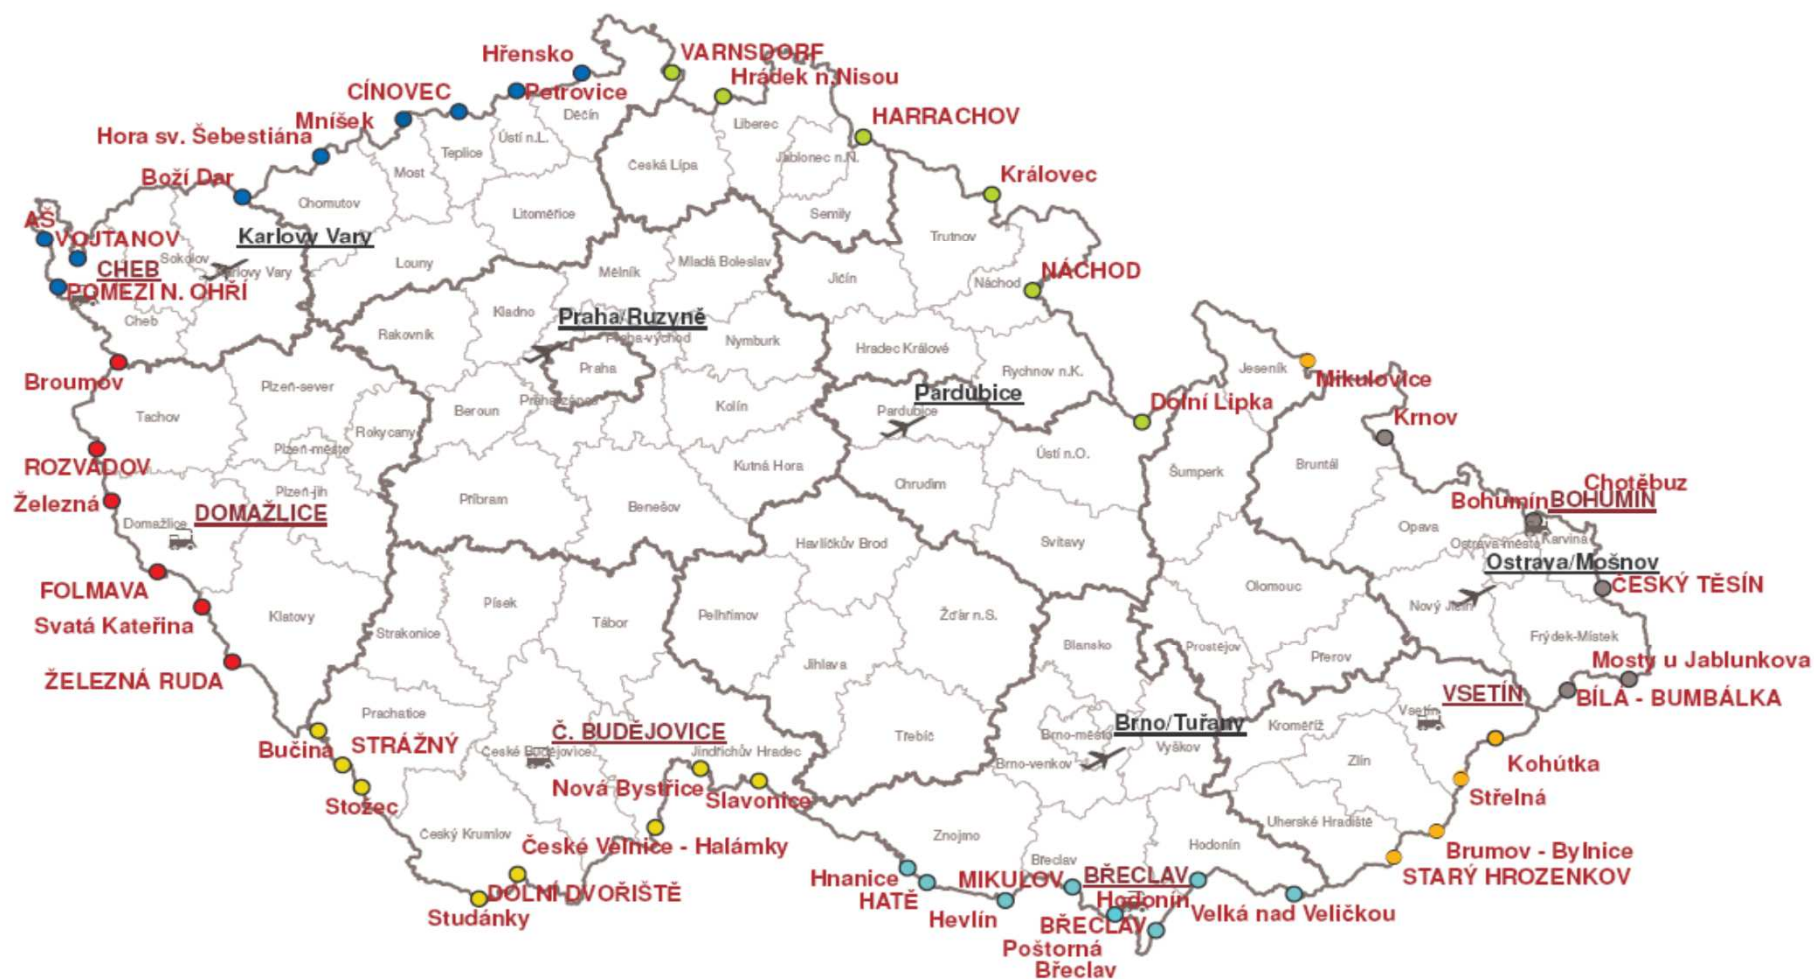 Hřensko
VARNSDORF
Hrádek n.Nisou
CÍNOVEC
Petrovice
Děčín
HARRACHOV
Mníšek
Hora sv. Šebestiána
Ústí n.L.
Liberec
Teplice
Česká Lípa
Jablonec n.N.
Most
Boží Dar
Královec
Chomutov
Litoměřice
Semily
AŠ
VOJTANOV
Karlovy Vary
Trutnov
Sokolov
CHEB
Karlovy Vary
Louny
Mělník
Mladá Boleslav
Jičín
NÁCHOD
Náchod
POMEZÍ N. OHŘÍ
Cheb
Kladno
Praha/Ruzyně
Rakovník
Praha-východ
Nymburk
Hradec Králové
Praha
Rychnov n.K.
Jeseník
Mikulovice
Broumov
Plzeň-sever
Pardubice
Praha-západ
Kolín
Pardubice
Dolní Lipka
Tachov
Beroun
Krnov
Rokycany
Plzeň-město
Ústí n.O.
ROZVADOV
Kutná Hora
Bruntál
Šumperk
Chrudim
Chotěbuz
Plzeň-jih
Příbram
Benešov
Bohumín
BOHUMÍN
Železná
DOMAŽLICE
Domažlice
Opava
Havlíčkův Brod
Svitavy
Ostrava-město
Karviná
Ostrava/Mošnov
FOLMAVA
Olomouc
ČESKÝ TĚSÍN
Písek
Nový Jičín
Svatá Kateřina
Klatovy
Strakonice
Tábor
Pelhřimov
Žďár n.S.
Frýdek-Místek
Blansko
Prostějov
Přerov
Jihlava
Mosty u Jablunkova
ŽELEZNÁ RUDA
VSETÍN
BÍLÁ - BUMBÁLKA
Prachatice
Vsetín
Brno/Tuřany
Kroměříž
Č. BUDĚJOVICE
Třebíč
Brno-město
Bučina
STRÁŽNÝ
České Budějovice
Jindřichův Hradec
Vyškov
Brno-venkov
Zlín
Kohútka
Nová Bystřice
Slavonice
Střelná
Stožec
Český Krumlov
Uherské Hradiště
Znojmo
České Velnice - Halámky
Hodonín
Brumov - Bylnice
Břeclav
Hnanice
MIKULOV
BŘECLAV
STARÝ HROZENKOV
DOLNÍ DVOŘIŠTĚ
HATĚ
Hodonín
Studánky
Hevlín
Velká nad Veličkou
BŘECLAV
Poštorná
Břeclav